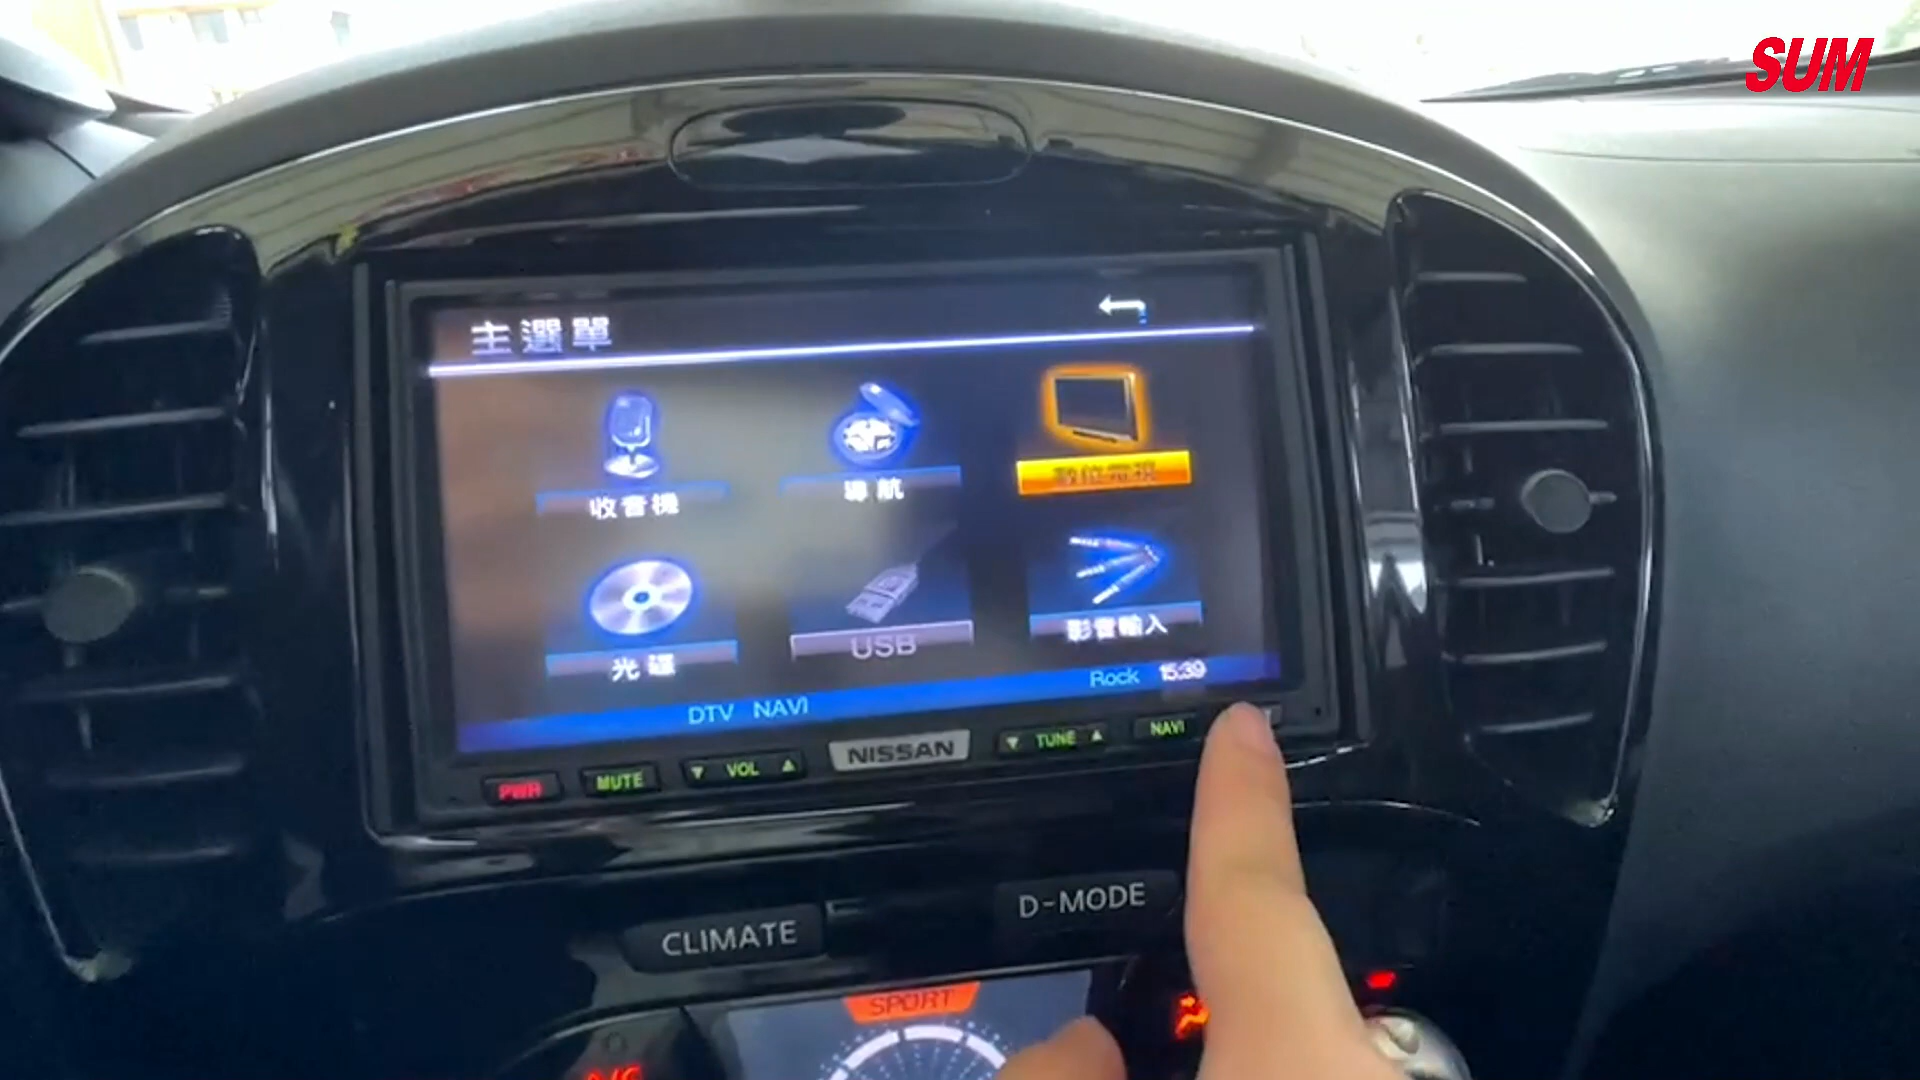 SUM
主選單
收音機
導航
數位電視
光碟
USB
影音輸入
DTV NAVI
Rock 15:39
PWR
MUTE
VOL
NISSAN
TUNE
NAVI
CLIMATE
D-MODE
SPORT